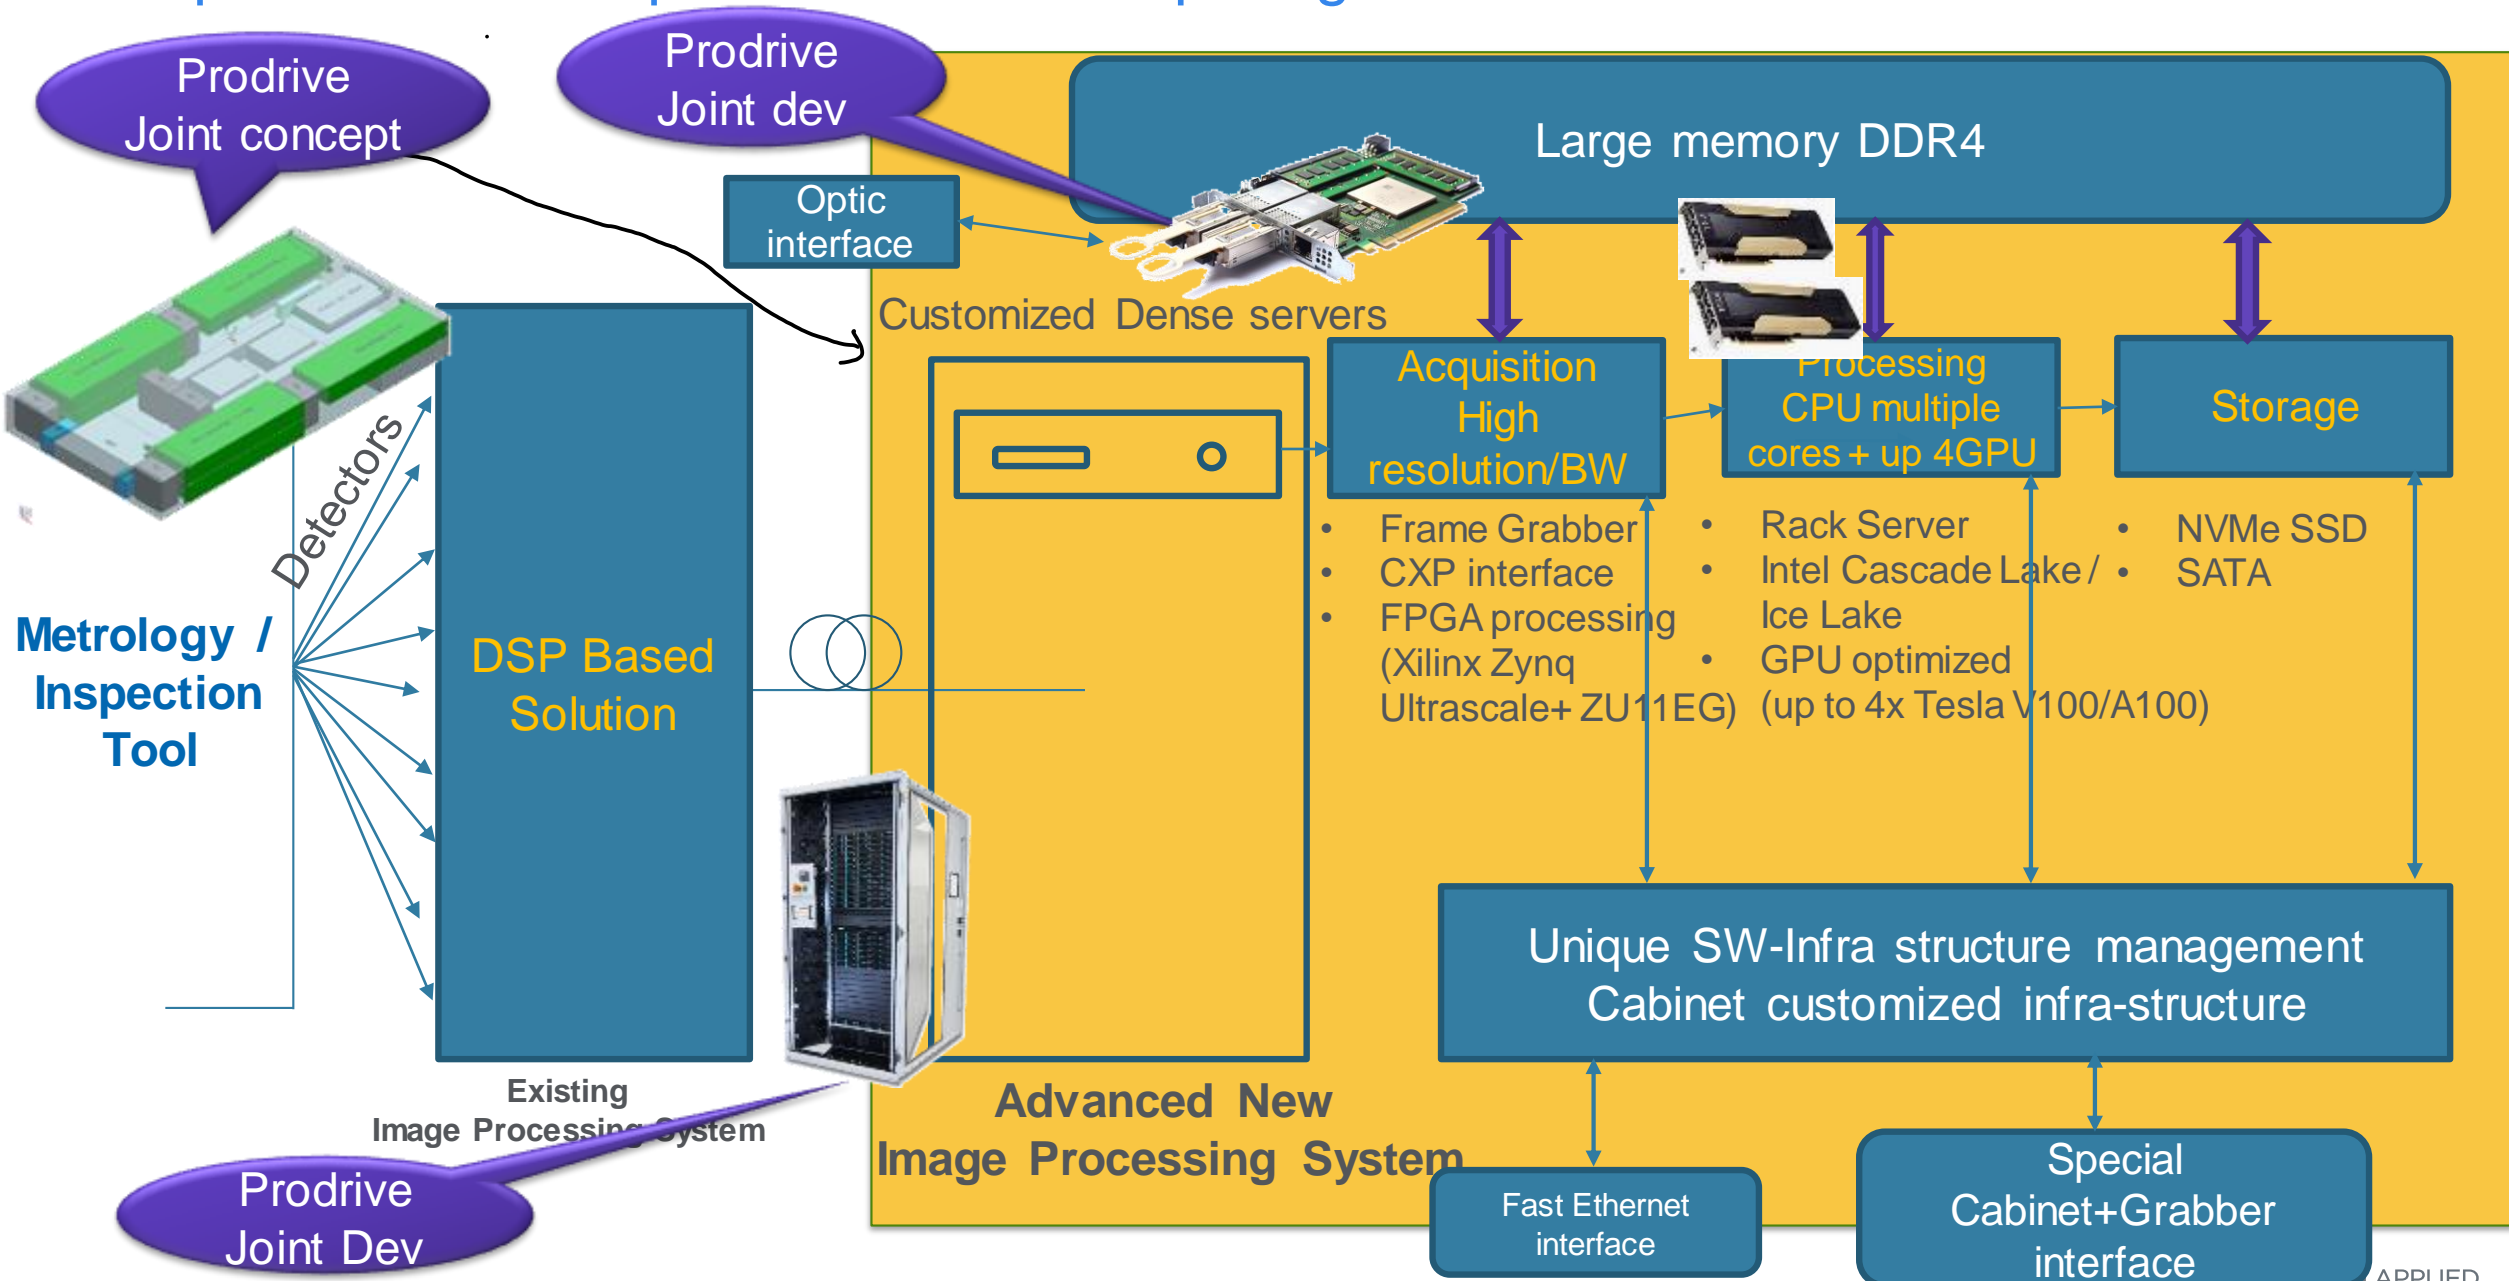 Prodrive
Joint concept
Prodrive
Joint dev
Large memory DDR4
Optic
interface
Customized Dense servers
Acquisition
High
resolution/BW
Processing
CPU multiple
cores + up 4GPU
Storage
Detectors
• Frame Grabber
• CXP interface
• FPGA processing
(Xilinx Zynq
Ultrascale+ ZU11EG)
• Rack Server
• Intel Cascade Lake /
Ice Lake
• GPU optimized
(up to 4x Tesla V100/A100)
• NVMe SSD
• SATA
Metrology /
Inspection
Tool
DSP Based
Solution
Unique SW-Infra structure management
Cabinet customized infra-structure
Existing
Image Processing System
Advanced New
Image Processing System
Prodrive
Joint Dev
Fast Ethernet
interface
Special
Cabinet+Grabber
interface
APPLIED